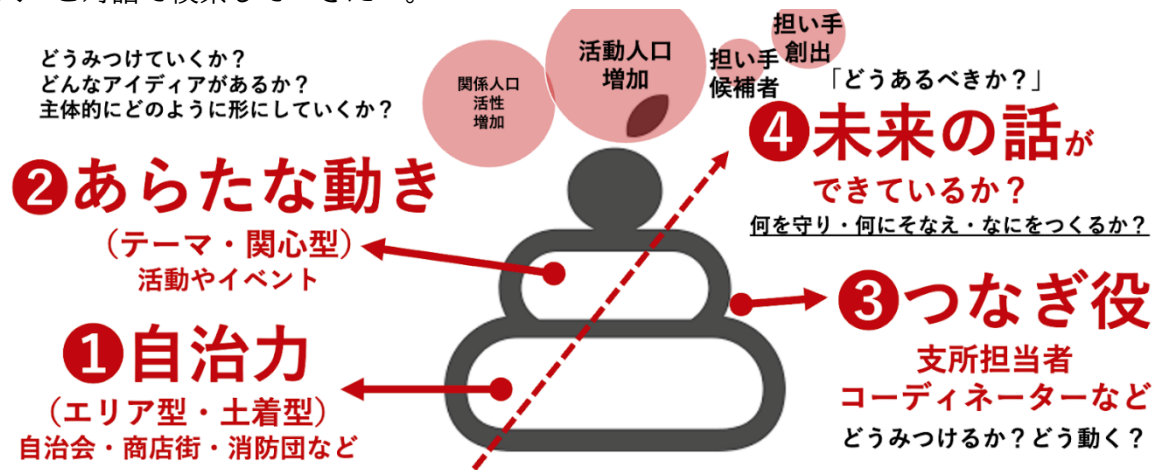 どうみつけていくか？
どんなアイディアがあるか？
主体的にどのように形にしていくか？
関係人口
活性
増加
活動人口
増加
担い手
候補者
担い手
創出
「どうあるべきか？」
❹未来の話が
できているか？
何を守り・何にそなえ・なにをつくるか？
❷あらたな動き
（テーマ・関心型）
活動やイベント
❸つなぎ役
支所担当者
コーディネーターなど
どうみつけるか？どう動く？
❶自治力
（エリア型・土着型）
自治会・商店街・消防団など